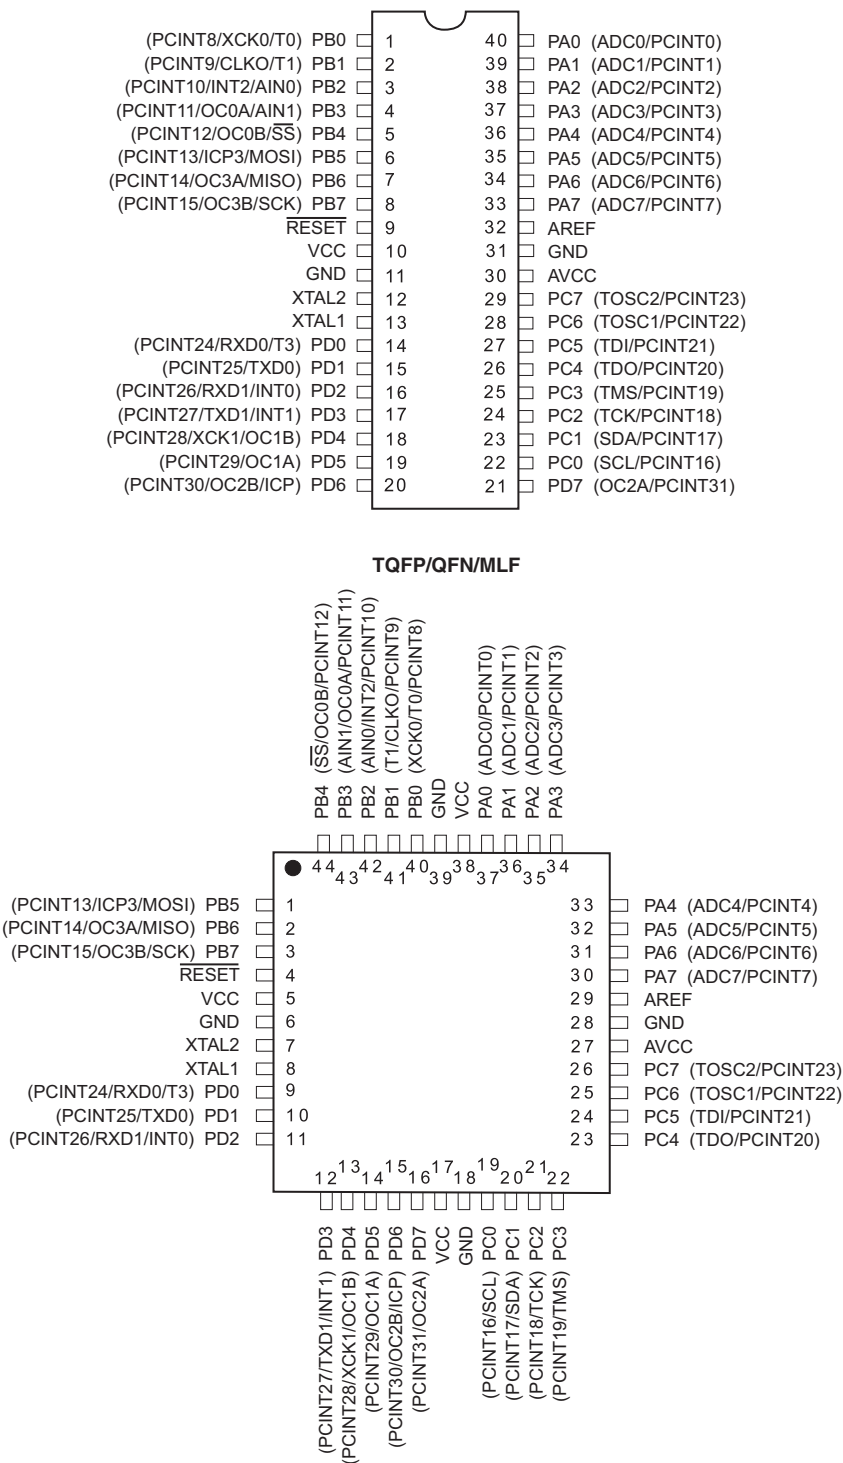 (PCINT8/XCK0/T0) PB0 1 40 PA0 (ADC0/PCINT0)
(PCINT9/CLKO/T1) PB1 2 39 PA1 (ADC1/PCINT1)
(PCINT10/INT2/AIN0) PB2 3 38 PA2 (ADC2/PCINT2)
(PCINT11/OC0A/AIN1) PB3 4 37 PA3 (ADC3/PCINT3)
(PCINT12/OC0B/SS) PB4 5 36 PA4 (ADC4/PCINT4)
(PCINT13/ICP3/MOSI) PB5 6 35 PA5 (ADC5/PCINT5)
(PCINT14/OC3A/MISO) PB6 7 34 PA6 (ADC6/PCINT6)
(PCINT15/OC3B/SCK) PB7 8 33 PA7 (ADC7/PCINT7)
RESET 9 32 AREF
VCC 10 31 GND
GND 11 30 AVCC
XTAL2 12 29 PC7 (TOSC2/PCINT23)
XTAL1 13 28 PC6 (TOSC1/PCINT22)
(PCINT24/RXD0/T3) PD0 14 27 PC5 (TDI/PCINT21)
(PCINT25/TXD0) PD1 15 26 PC4 (TDO/PCINT20)
(PCINT26/RXD1/INT0) PD2 16 25 PC3 (TMS/PCINT19)
(PCINT27/TXD1/INT1) PD3 17 24 PC2 (TCK/PCINT18)
(PCINT28/XCK1/OC1B) PD4 18 23 PC1 (SDA/PCINT17)
(PCINT29/OC1A) PD5 19 22 PC0 (SCL/PCINT16)
(PCINT30/OC2B/ICP) PD6 20 21 PD7 (OC2A/PCINT31)
TQFP/QFN/MLF
PB4 (SS/OC0B/PCINT12)
PB3 (AIN1/OC0A/PCINT11)
PB2 (AIN0/INT2/PCINT10)
PB1 (T1/CLKO/PCINT9)
PB0 (XCK0/T0/PCINT8)
GND
VCC
PA0 (ADC0/PCINT0)
PA1 (ADC1/PCINT1)
PA2 (ADC2/PCINT2)
PA3 (ADC3/PCINT3)
44 43 42 41 40 39 38 37 36 35 34
(PCINT13/ICP3/MOSI) PB5 1 33 PA4 (ADC4/PCINT4)
(PCINT14/OC3A/MISO) PB6 2 32 PA5 (ADC5/PCINT5)
(PCINT15/OC3B/SCK) PB7 3 31 PA6 (ADC6/PCINT6)
RESET 4 30 PA7 (ADC7/PCINT7)
VCC 5 29 AREF
GND 6 28 GND
XTAL2 7 27 AVCC
XTAL1 8 26 PC7 (TOSC2/PCINT23)
(PCINT24/RXD0/T3) PD0 9 25 PC6 (TOSC1/PCINT22)
(PCINT25/TXD0) PD1 10 24 PC5 (TDI/PCINT21)
(PCINT26/RXD1/INT0) PD2 11 23 PC4 (TDO/PCINT20)
12 13 14 15 16 17 18 19 20 21 22
(PCINT27/TXD1/INT1) PD3
(PCINT28/XCK1/OC1B) PD4
(PCINT29/OC1A) PD5
(PCINT30/OC2B/ICP) PD6
(PCINT31/OC2A) PD7
VCC
GND
(PCINT16/SCL) PC0
(PCINT17/SDA) PC1
(PCINT18/TCK) PC2
(PCINT19/TMS) PC3